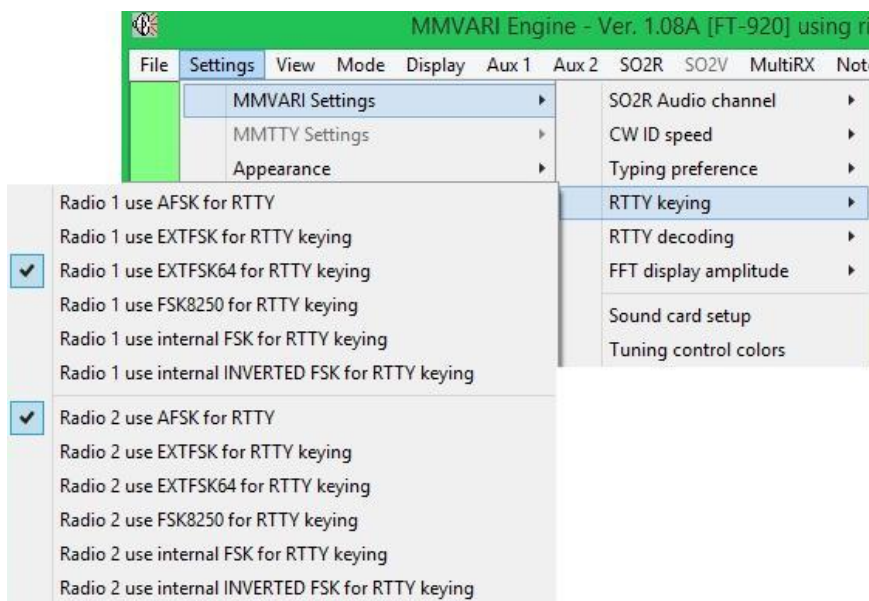 MMVARI Engine - Ver. 1.08A [FT-920] using
File Settings View Mode Display Aux 1 Aux 2 SO2R SO2V MultiRX
MMVARI Settings
MMTTY Settings
Appearance
SO2R Audio channel
CW ID speed
Typing preference
RTTY keying
RTTY decoding
FFT display amplitude
Sound card setup
Tuning control colors
Radio 1 use AFSK for RTTY
Radio 1 use EXTFSK for RTTY keying
Radio 1 use EXTFSK64 for RTTY keying
Radio 1 use FSK8250 for RTTY keying
Radio 1 use internal FSK for RTTY keying
Radio 1 use internal INVERTED FSK for RTTY keying
Radio 2 use AFSK for RTTY
Radio 2 use EXTFSK for RTTY keying
Radio 2 use EXTFSK64 for RTTY keying
Radio 2 use FSK8250 for RTTY keying
Radio 2 use internal FSK for RTTY keying
Radio 2 use internal INVERTED FSK for RTTY keying